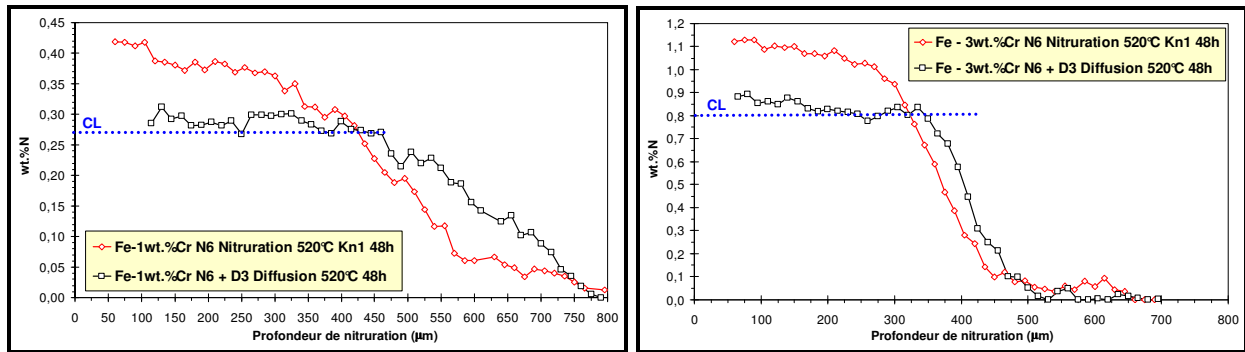 0,45
0,40
0,35
0,30
0,25
0,20
0,15
0,10
0,05
0,00
wt.%N
CL
Fe-1wt.%Cr N6 Nitruration 520°C Kn1 48h
Fe-1wt.%Cr N6 + D3 Diffusion 520°C 48h
0 50 100 150 200 250 300 350 400 450 500 550 600 650 700 750 800
Profondeur de nitruration (µm)
1,2
1,1
1,0
0,9
0,8
0,7
0,6
0,5
0,4
0,3
0,2
0,1
0,0
wt.%N
CL
Fe - 3wt.%Cr N6 Nitruration 520°C Kn1 48h
Fe - 3wt.%Cr N6 + D3 Diffusion 520°C 48h
0 100 200 300 400 500 600 700 800
Profondeur de nitruration (µm)